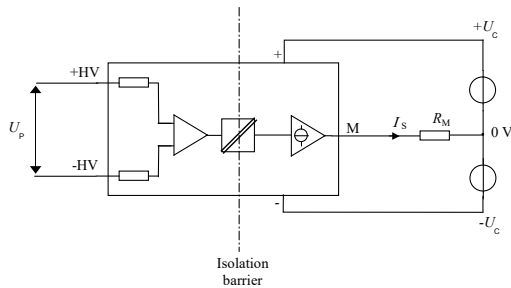 +U_C
+
+HV
U_P
M
I_S
R_M
0 V
-HV
-
-U_C
Isolation
barrier